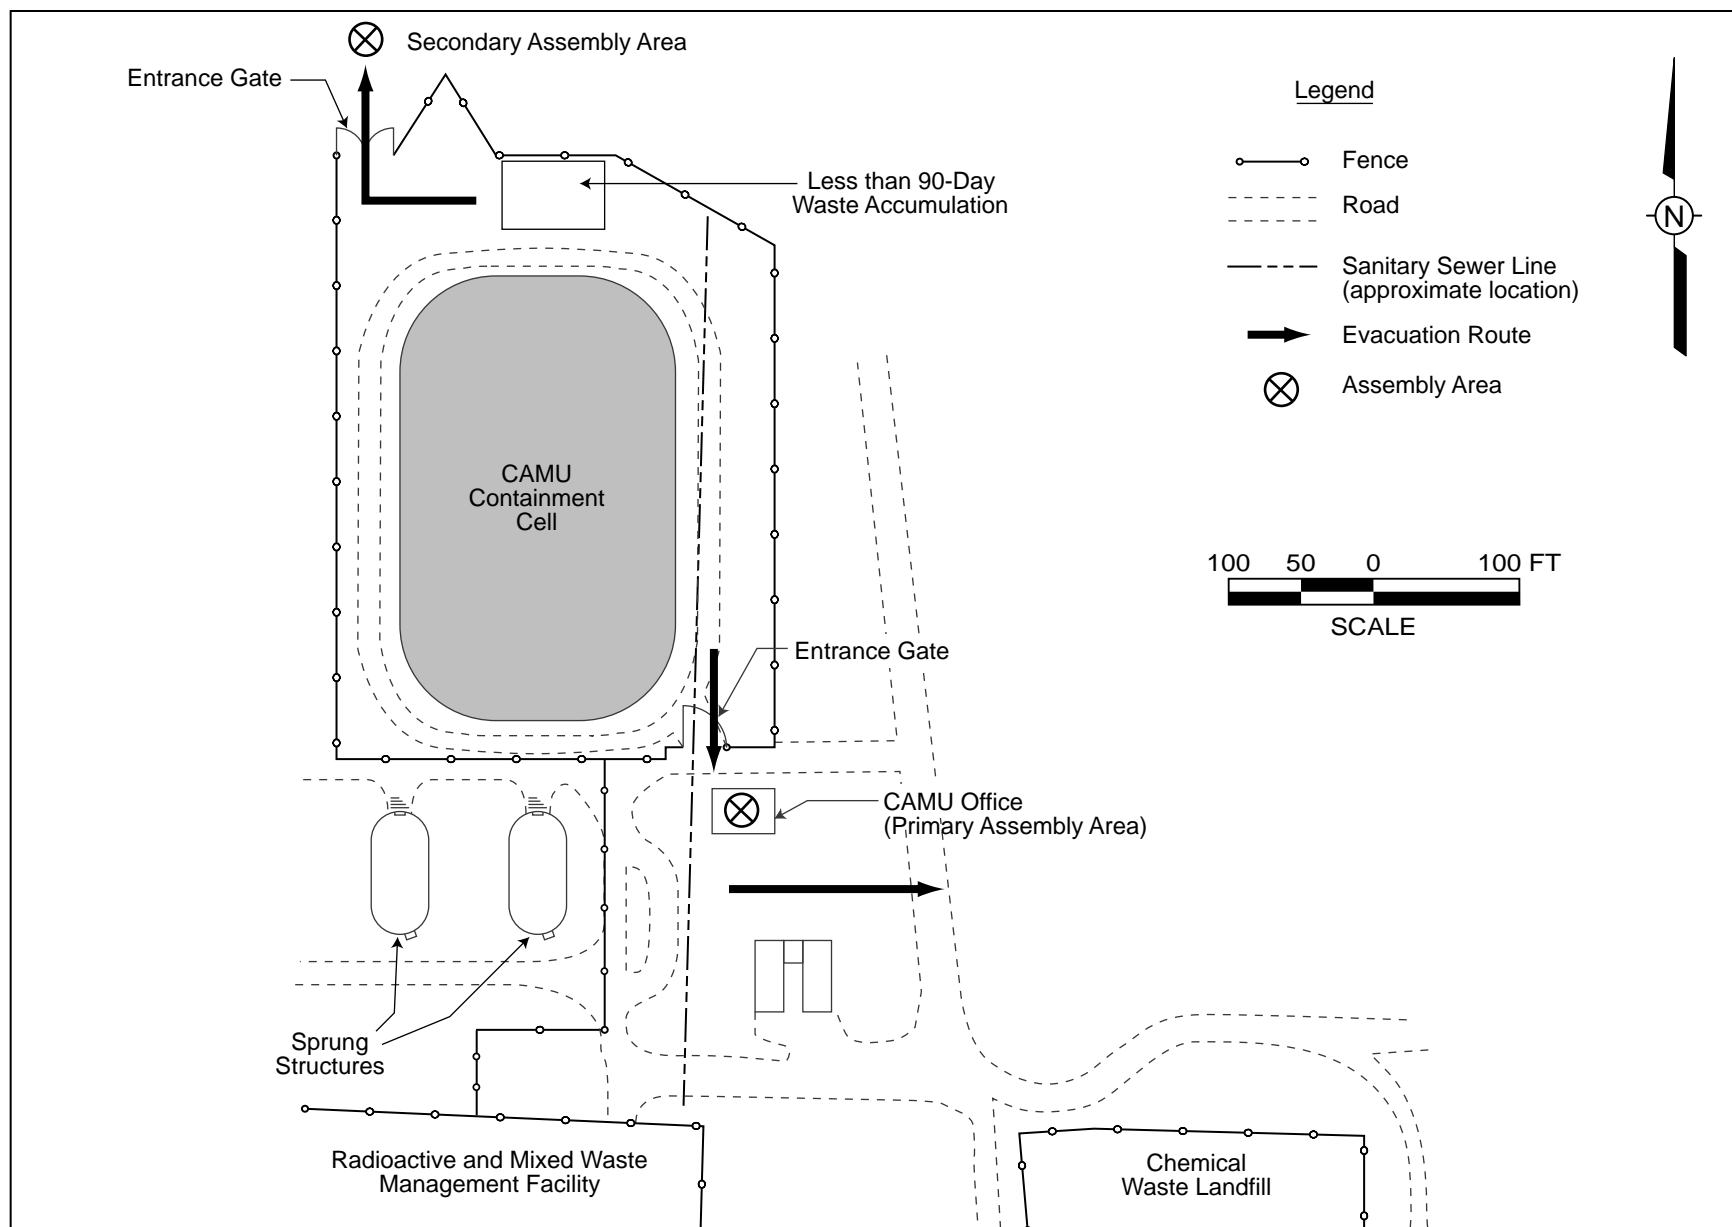 Secondary Assembly Area
Entrance Gate
Less than 90-Day
Waste Accumulation
CAMU
Containment
Cell
Entrance Gate
CAMU Office
(Primary Assembly Area)
Sprung
Structures
Radioactive and Mixed Waste
Management Facility
Chemical
Waste Landfill
Legend
Fence
Road
Sanitary Sewer Line
(approximate location)
Evacuation Route
Assembly Area
N
100 50 0 100 FT
SCALE